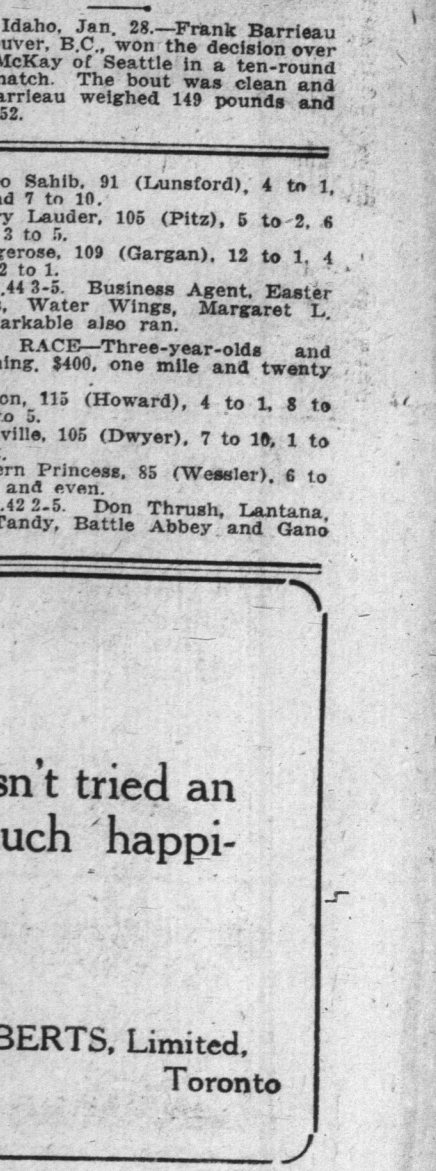 Idaho, Jan. 28.—Frank Barrieau
uver, B.C., won the decision over
McKay of Seattle in a ten-round
match. The bout was clean and
arrieau weighed 149 pounds and
52.
o Sahib, 91 (Lunsford), 4 to 1,
nd 7 to 10.
ry Lauder, 105 (Pitz), 5 to 2, 6
3 to 5.
gerose, 109 (Gargan), 12 to 1, 4
2 to 1.
.44 3-5. Business Agent, Easter
s, Water Wings, Margaret L.
arkable also ran.
RACE—Three-year-olds and
ing, $400, one mile and twenty
on, 115 (Howard), 4 to 1, 8 to
o 5.
ville, 105 (Dwyer), 7 to 10, 1 to
ern Princess, 85 (Wessler), 6 to
and even.
.42 2-5. Don Thrush, Lantana,
Tandy, Battle Abbey and Gano
sn't tried an
uch happi-
BERTS, Limited,
Toronto